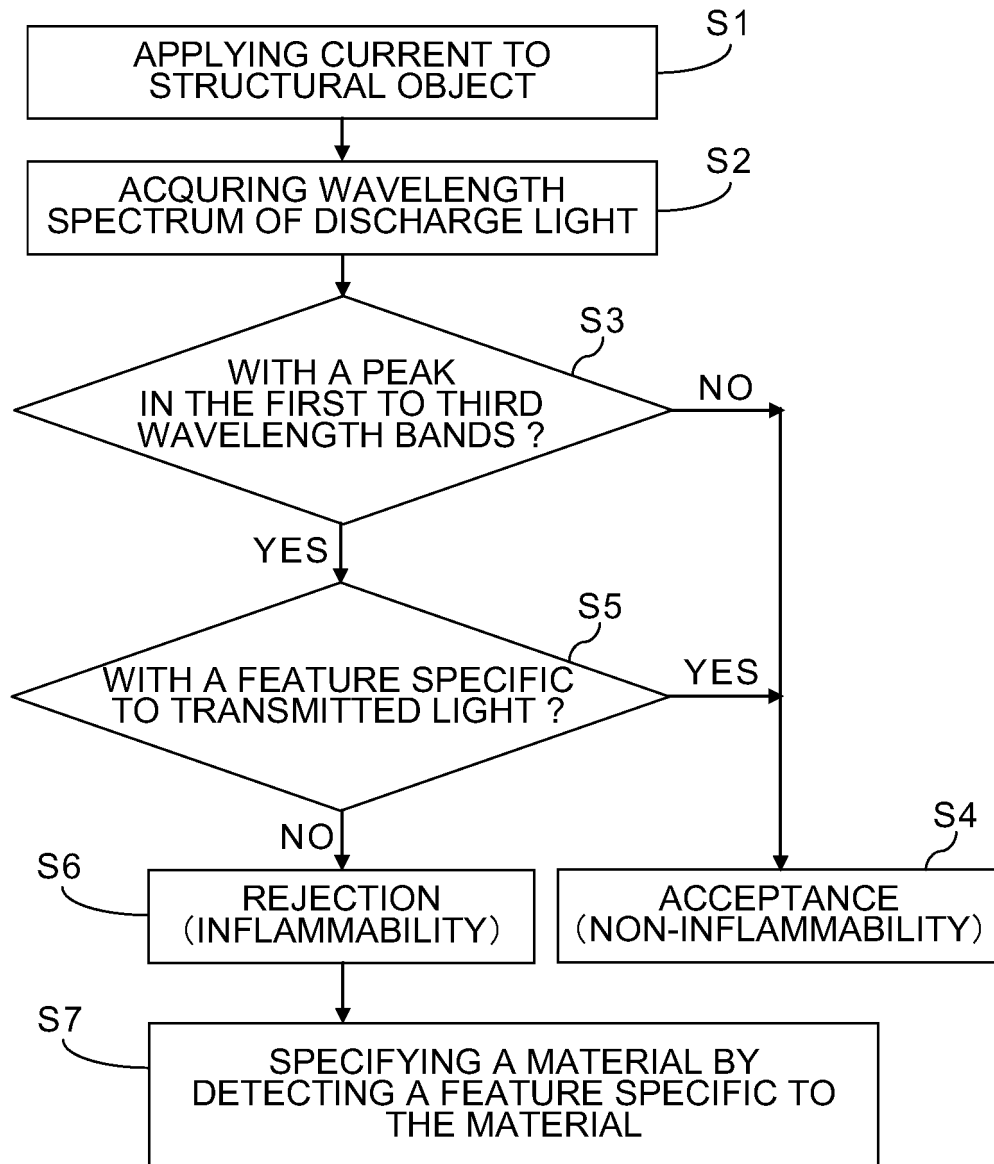 S1
APPLYING CURRENT TO
STRUCTURAL OBJECT
S2
ACQURING WAVELENGTH
SPECTRUM OF DISCHARGE LIGHT
S3
WITH A PEAK
IN THE FIRST TO THIRD
WAVELENGTH BANDS ?
NO
YES
S5
WITH A FEATURE SPECIFIC
TO TRANSMITTED LIGHT ?
YES
NO
S4
ACCEPTANCE
(NON-INFLAMMABILITY)
S6
REJECTION
(INFLAMMABILITY)
S7
SPECIFYING A MATERIAL BY
DETECTING A FEATURE SPECIFIC TO
THE MATERIAL